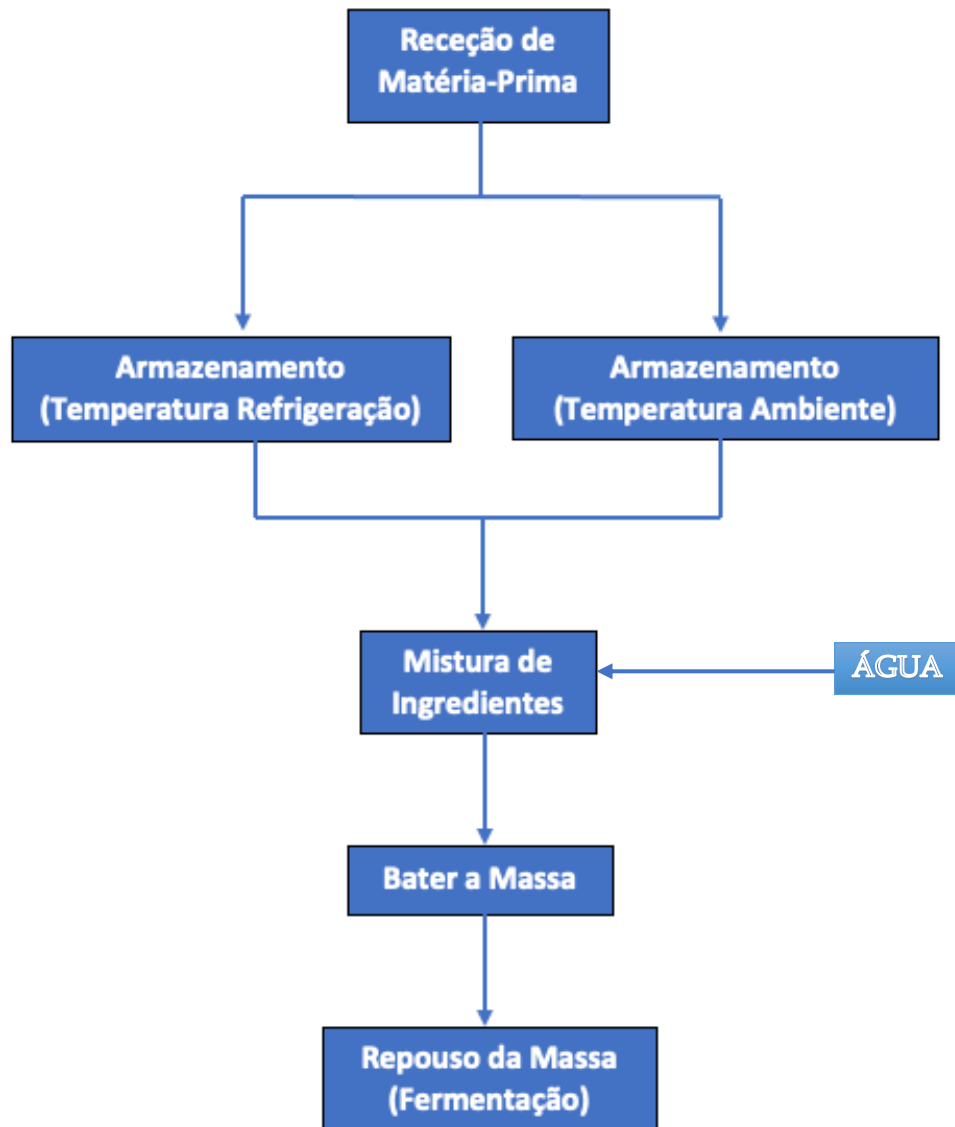 Receção de
Matéria-Prima
Armazenamento
(Temperatura Refrigeração)
Armazenamento
(Temperatura Ambiente)
Mistura de
Ingredientes
ÁGUA
Bater a Massa
Repouso da Massa
(Fermentação)